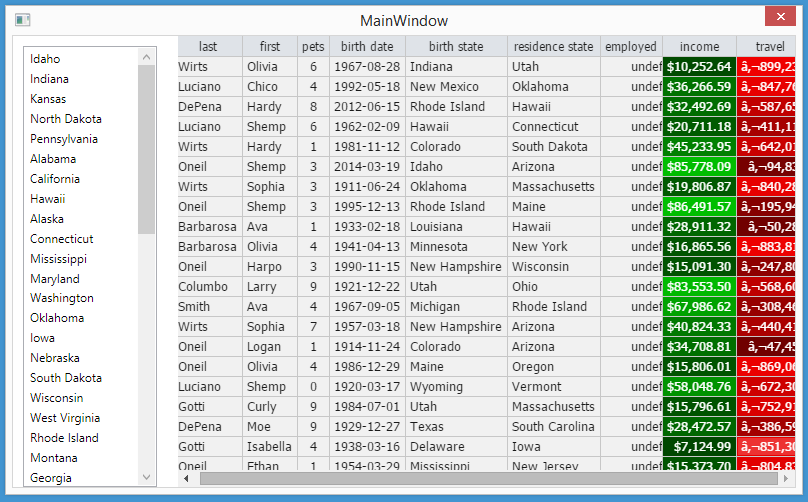 MainWindow
Idaho
Indiana
Kansas
North Dakota
Pennsylvania
Alabama
California
Hawaii
Alaska
Connecticut
Mississippi
Maryland
Washington
Oklahoma
Iowa
Nebraska
South Dakota
Wisconsin
West Virginia
Rhode Island
Montana
Georgia
last first pets birth date birth state residence state employed income travel
Wirts Olivia 6 1967-08-28 Indiana Utah undef $10,252.64 â‚¬899,23
Luciano Chico 4 1992-05-18 New Mexico Oklahoma undef $36,266.59 â‚¬847,76
DePena Hardy 8 2012-06-15 Rhode Island Hawaii undef $32,492.69 â‚¬587,65
Luciano Shemp 6 1962-02-09 Hawaii Connecticut undef $20,711.18 â‚¬411,11
Wirts Hardy 1 1981-11-12 Colorado South Dakota undef $45,233.95 â‚¬642,01
Oneil Shemp 3 2014-03-19 Idaho Arizona undef $85,778.09 â‚¬94,83
Wirts Sophia 3 1911-06-24 Oklahoma Massachusetts undef $19,806.87 â‚¬840,28
Oneil Shemp 3 1995-12-13 Rhode Island Maine undef $86,491.57 â‚¬195,94
Barbarosa Ava 1 1933-02-18 Louisiana Hawaii undef $28,911.32 â‚¬50,28
Barbarosa Olivia 4 1941-04-13 Minnesota New York undef $16,865.56 â‚¬883,81
Oneil Harpo 3 1990-11-15 New Hampshire Wisconsin undef $15,091.30 â‚¬247,80
Columbo Larry 9 1921-12-22 Utah Ohio undef $83,553.50 â‚¬568,60
Smith Ava 4 1967-09-05 Michigan Rhode Island undef $67,986.62 â‚¬308,46
Wirts Sophia 7 1957-03-18 New Hampshire Arizona undef $40,824.33 â‚¬440,41
Oneil Logan 1 1914-11-24 Colorado Arizona undef $34,708.81 â‚¬47,45
Oneil Olivia 4 1986-12-29 Maine Oregon undef $15,806.01 â‚¬869,06
Luciano Shemp 0 1920-03-17 Wyoming Vermont undef $58,048.76 â‚¬672,30
Gotti Curly 9 1984-07-01 Utah Massachusetts undef $15,796.61 â‚¬752,91
DePena Moe 9 1929-12-27 Texas South Carolina undef $28,472.57 â‚¬386,59
Gotti Isabella 4 1938-03-16 Delaware Iowa undef $7,124.99 â‚¬851,30
Oneil Ethan 1 1954-03-29 Mississippi New Jersey undef $15,373.70 â‚¬804,83